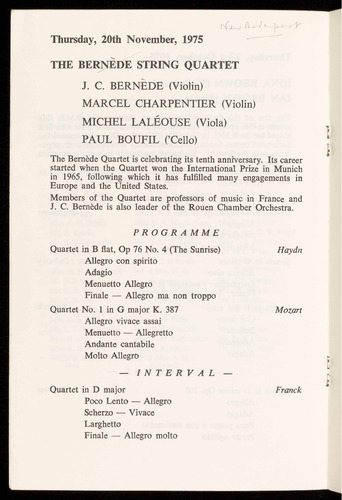 Thursday, 20th November, 1975
THE BERNÈDE STRING QUARTET
J. C. BERNÈDE (Violin)
MARCEL CHARPENTIER (Violin)
MICHEL LALÉOUSE (Viola)
PAUL BOUFIL ('Cello)
The Bernède Quartet is celebrating its tenth anniversary. Its career
started when the Quartet won the International Prize in Munich
in 1965, following which it has fulfilled many engagements in
Europe and the United States.
Members of the Quartet are professors of music in France and
J. C. Bernède is also leader of the Rouen Chamber Orchestra.
PROGRAMME
Quartet in B flat, Op 76 No. 4 (The Sunrise) Haydn
Allegro con spirito
Adagio
Menuetto Allegro
Finale — Allegro ma non troppo
Quartet No. 1 in G major K. 387 Mozart
Allegro vivace assai
Menuetto — Allegretto
Andante cantabile
Molto Allegro
— INTERVAL —
Quartet in D major Franck
Poco Lento — Allegro
Scherzo — Vivace
Larghetto
Finale — Allegro molto